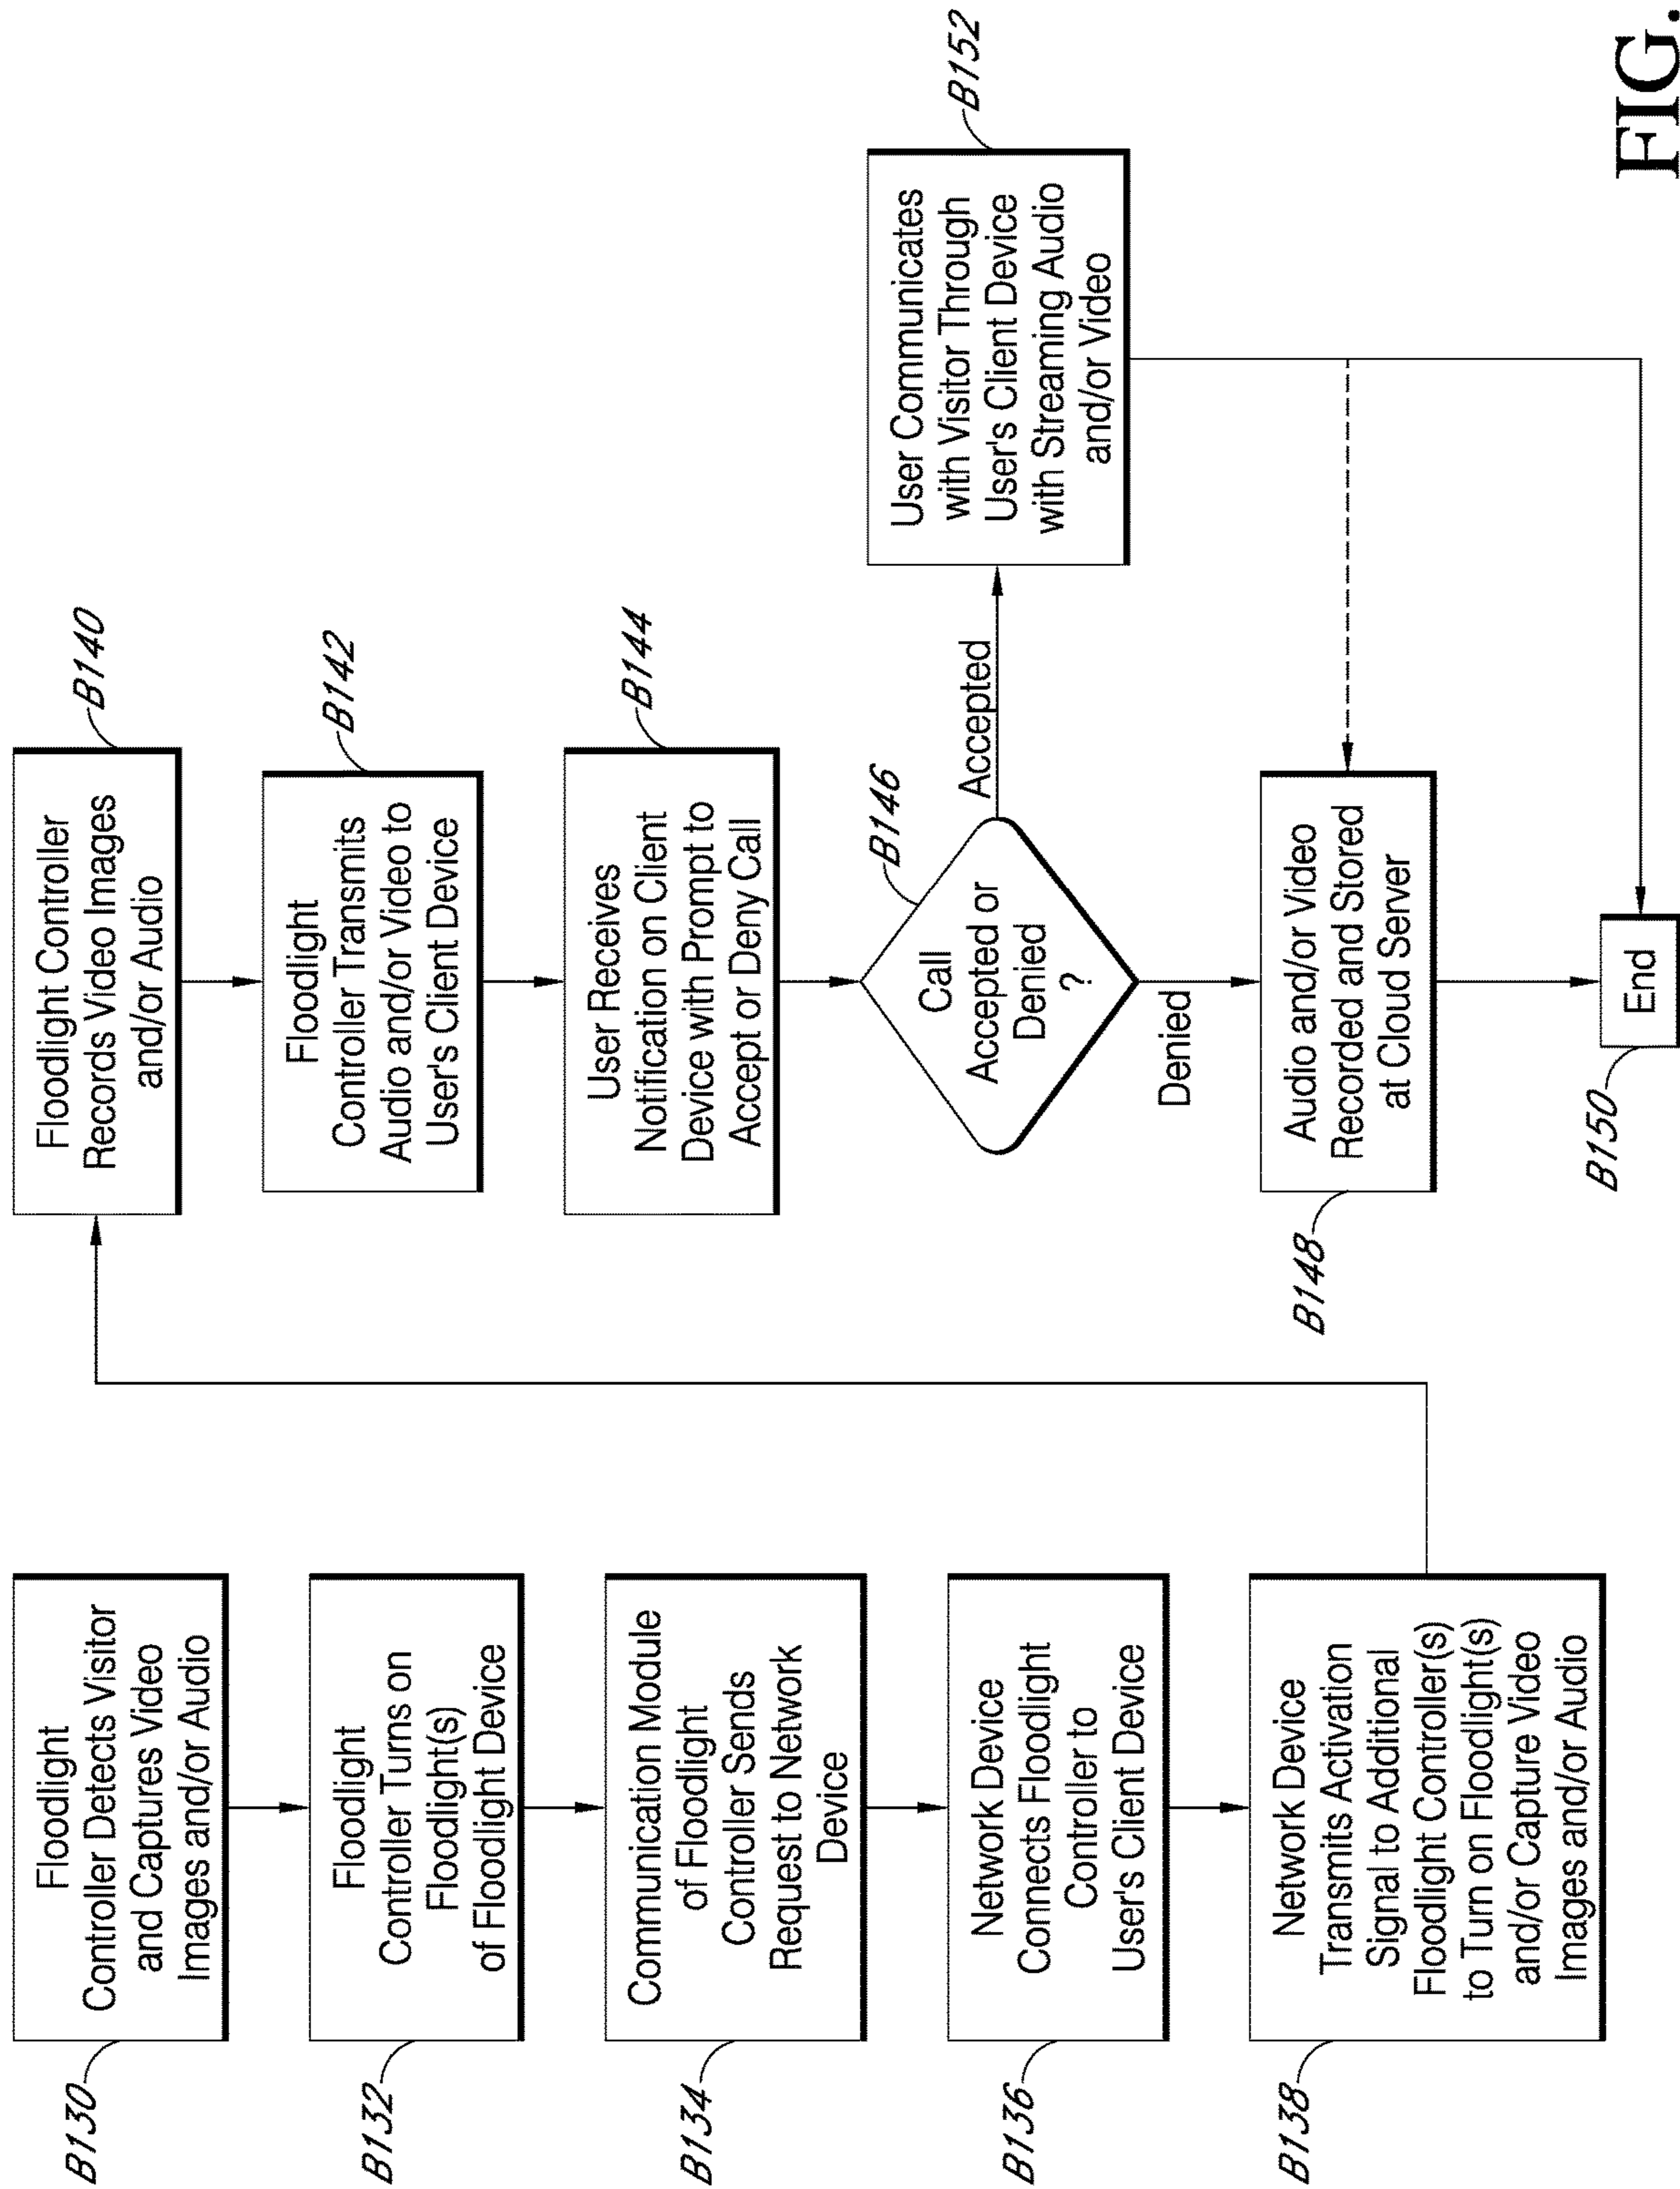 B130
Floodlight
Controller Detects Visitor
and Captures Video
Images and/or Audio
B132
Floodlight
Controller Turns on
Floodlight(s)
of Floodlight Device
B134
Communication Module
of Floodlight
Controller Sends
Request to Network
Device
B136
Network Device
Connects Floodlight
Controller to
User's Client Device
B138
Network Device
Transmits Activation
Signal to Additional
Floodlight Controller(s)
to Turn on Floodlight(s)
and/or Capture Video
Images and/or Audio
B140
Floodlight Controller
Records Video Images
and/or Audio
B142
Floodlight
Controller Transmits
Audio and/or Video to
User's Client Device
B144
User Receives
Notification on Client
Device with Prompt to
Accept or Deny Call
B146
Call
Accepted or
Denied
?
Accepted
Denied
B152
User Communicates
with Visitor Through
User's Client Device
with Streaming Audio
and/or Video
B148
Audio and/or Video
Recorded and Stored
at Cloud Server
B150
End
FIG.